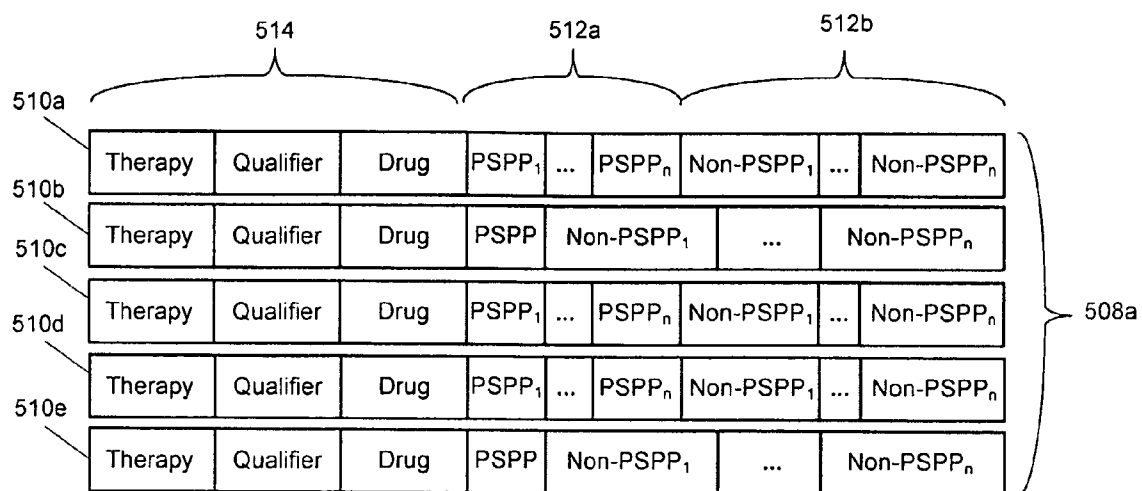 514 512a 512b
510a
Therapy Qualifier Drug PSPP₁ ... PSPPₙ Non-PSPP₁ ... Non-PSPPₙ
510b
Therapy Qualifier Drug PSPP Non-PSPP₁ ... Non-PSPPₙ
510c
Therapy Qualifier Drug PSPP₁ ... PSPPₙ Non-PSPP₁ ... Non-PSPPₙ
508a
510d
Therapy Qualifier Drug PSPP₁ ... PSPPₙ Non-PSPP₁ ... Non-PSPPₙ
510e
Therapy Qualifier Drug PSPP Non-PSPP₁ ... Non-PSPPₙ